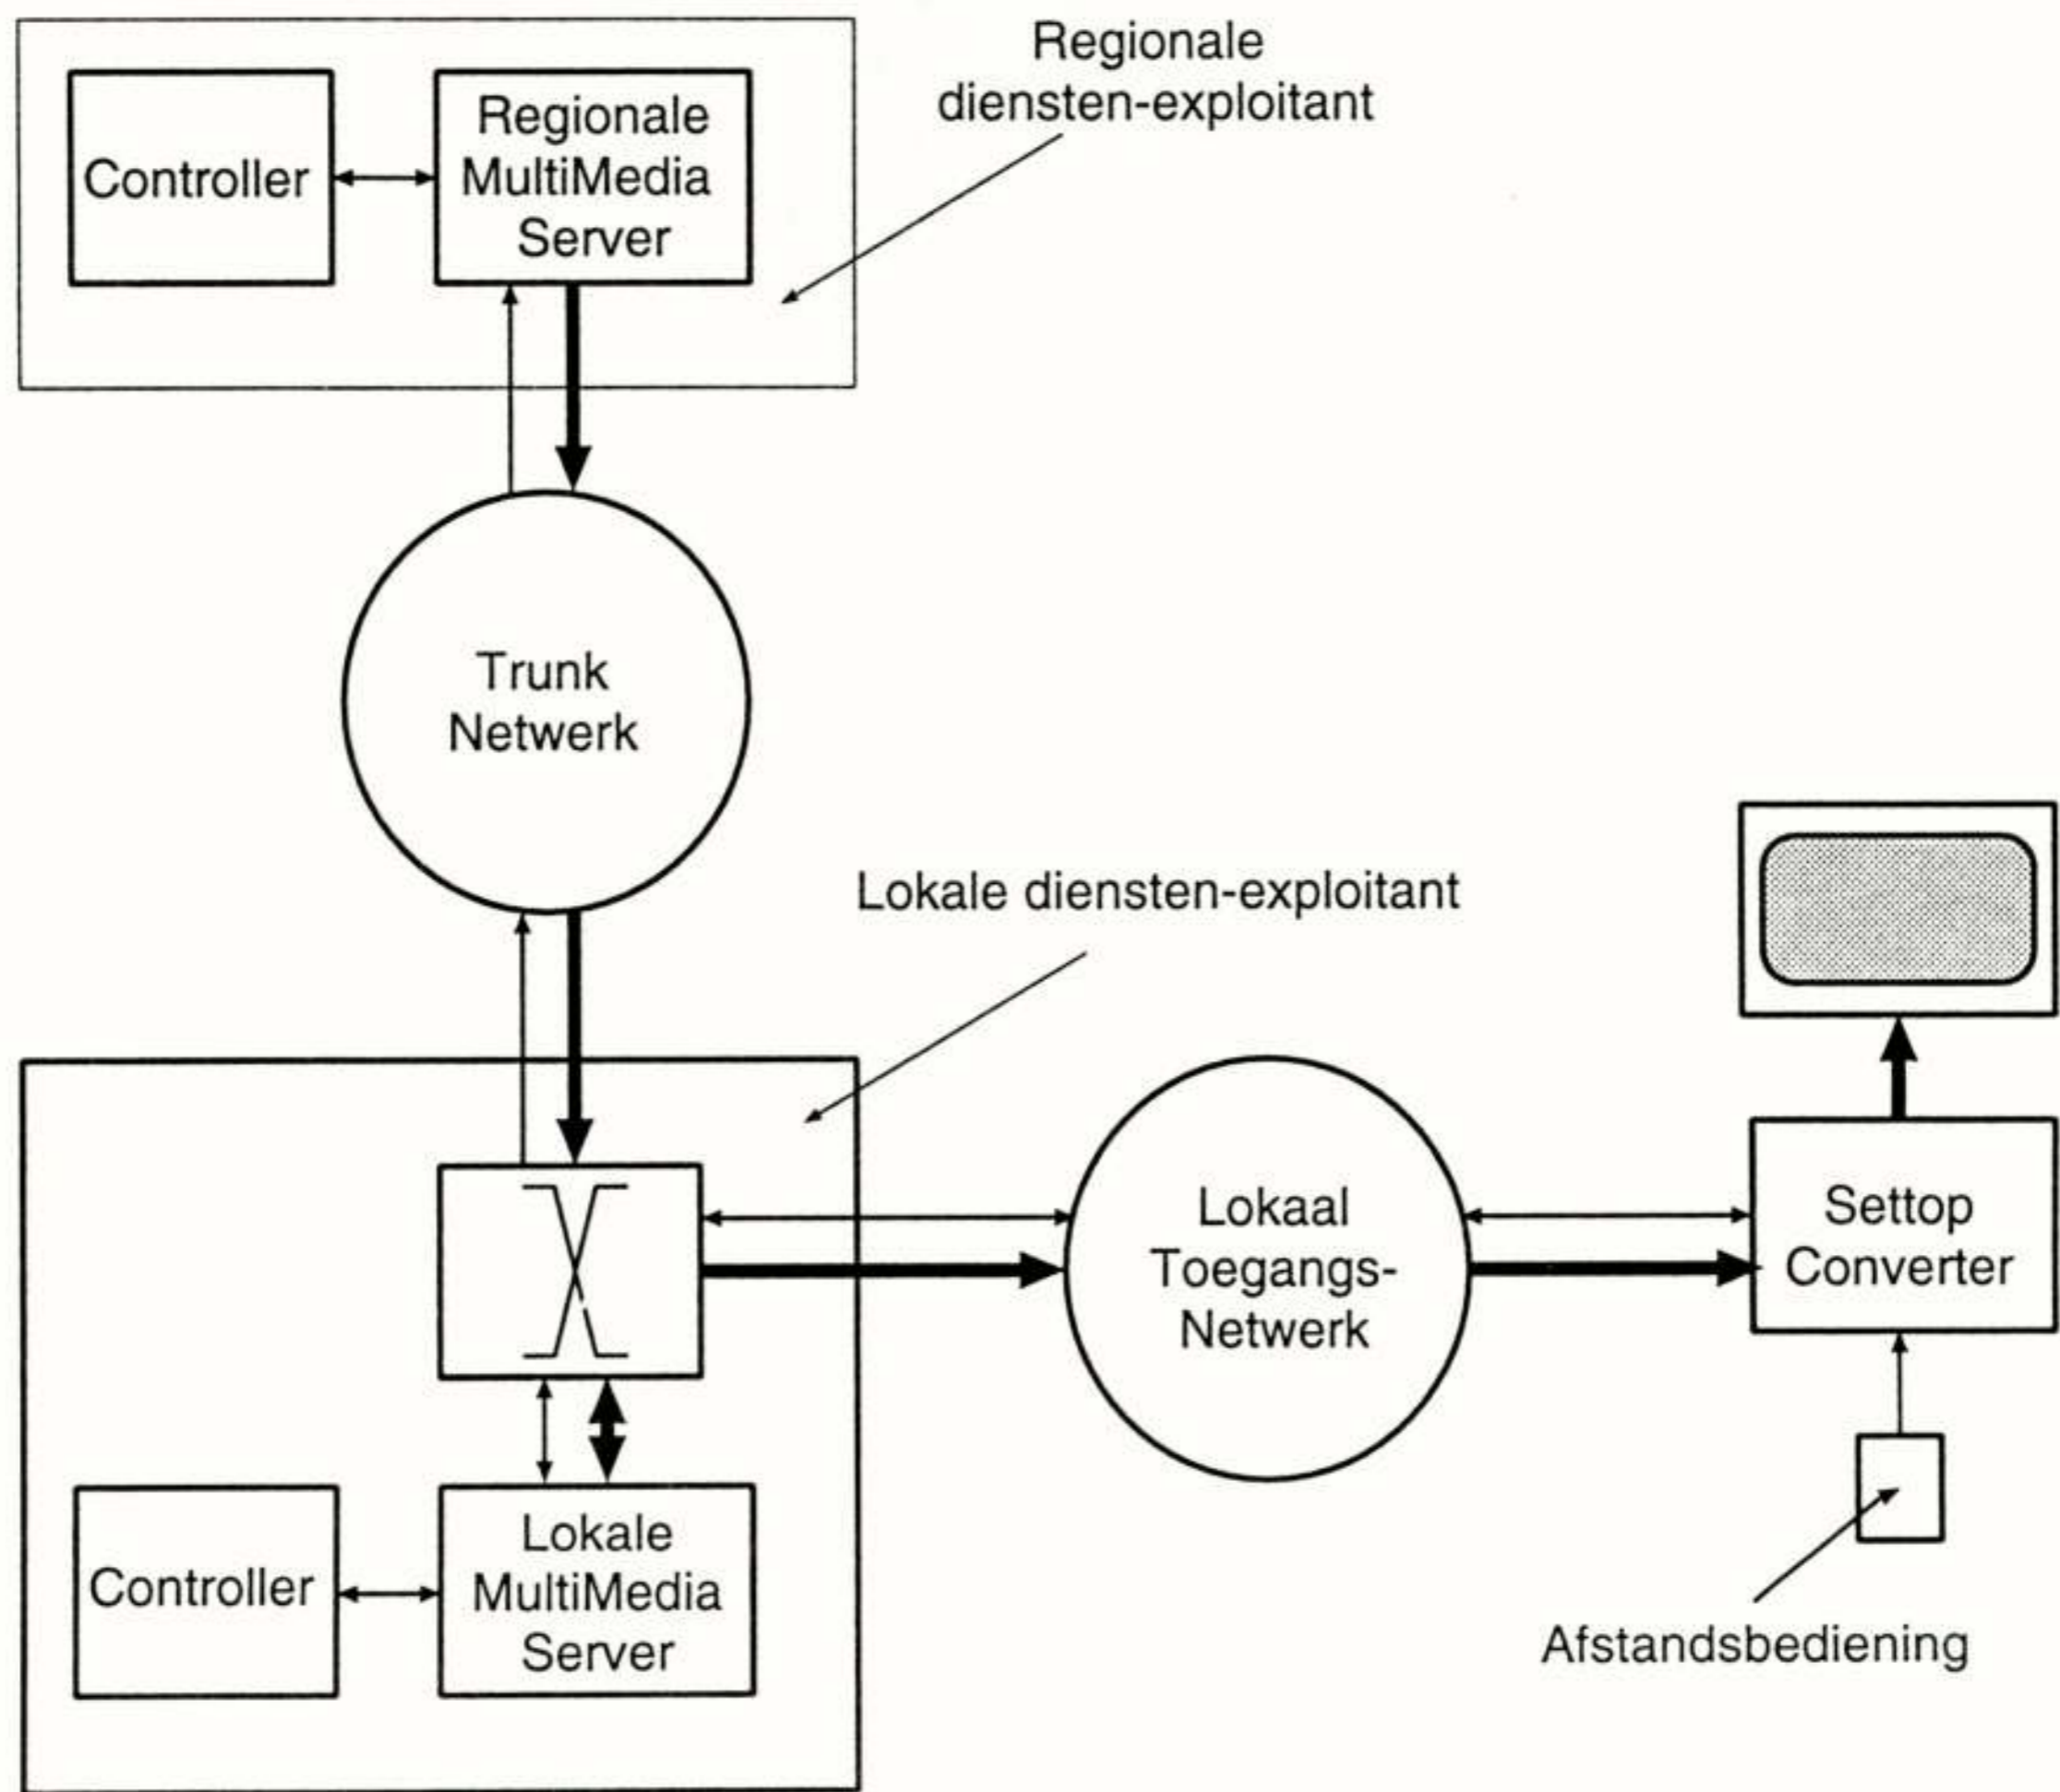 Regionale
diensten-exploitant
Controller
Regionale
MultiMedia
Server
Trunk
Netwerk
Lokale diensten-exploitant
Lokaal
Toegangs-
Netwerk
Settop
Converter
Controller
Lokale
MultiMedia
Server
Afstandsbediening